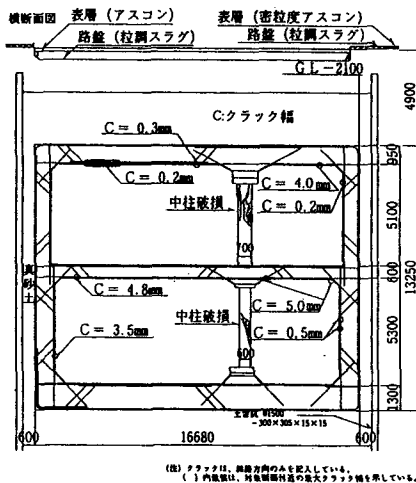 横断面図
表層（アスコン）
路盤（粒調スラグ）
表層（密粒度アスコン）
路盤（粒調スラグ）
GL-2100
4900
C:クラック幅
C = 0.3mm
950
C = 0.2mm
C = 4.0mm
C = 0.2mm
中柱破損
700
5100
13250
真砂土
600
C = 4.8mm
C = 5.0mm
中柱破損
C = 0.5mm
C = 3.5mm
600
5300
1300
-300×305×15×15
600
16680
600
(注) クラックは、線路方向のみを記入している。
( ) 内数値は、対象断面付近の最大クラック幅を示している。